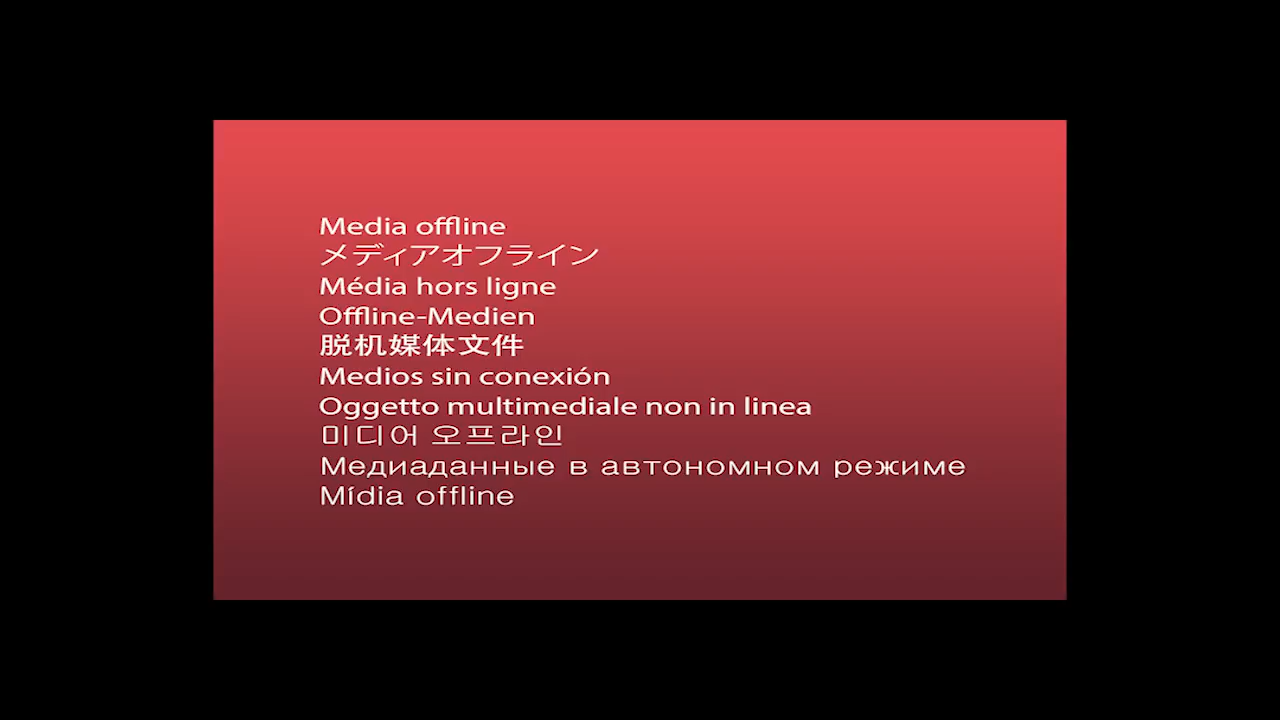 Media offline
メディアオフライン
Média hors ligne
Offline-Medien
脱机媒体文件
Medios sin conexión
Oggetto multimediale non in linea
미디어 오프라인
Медиаданные в автономном режиме
Mídia offline